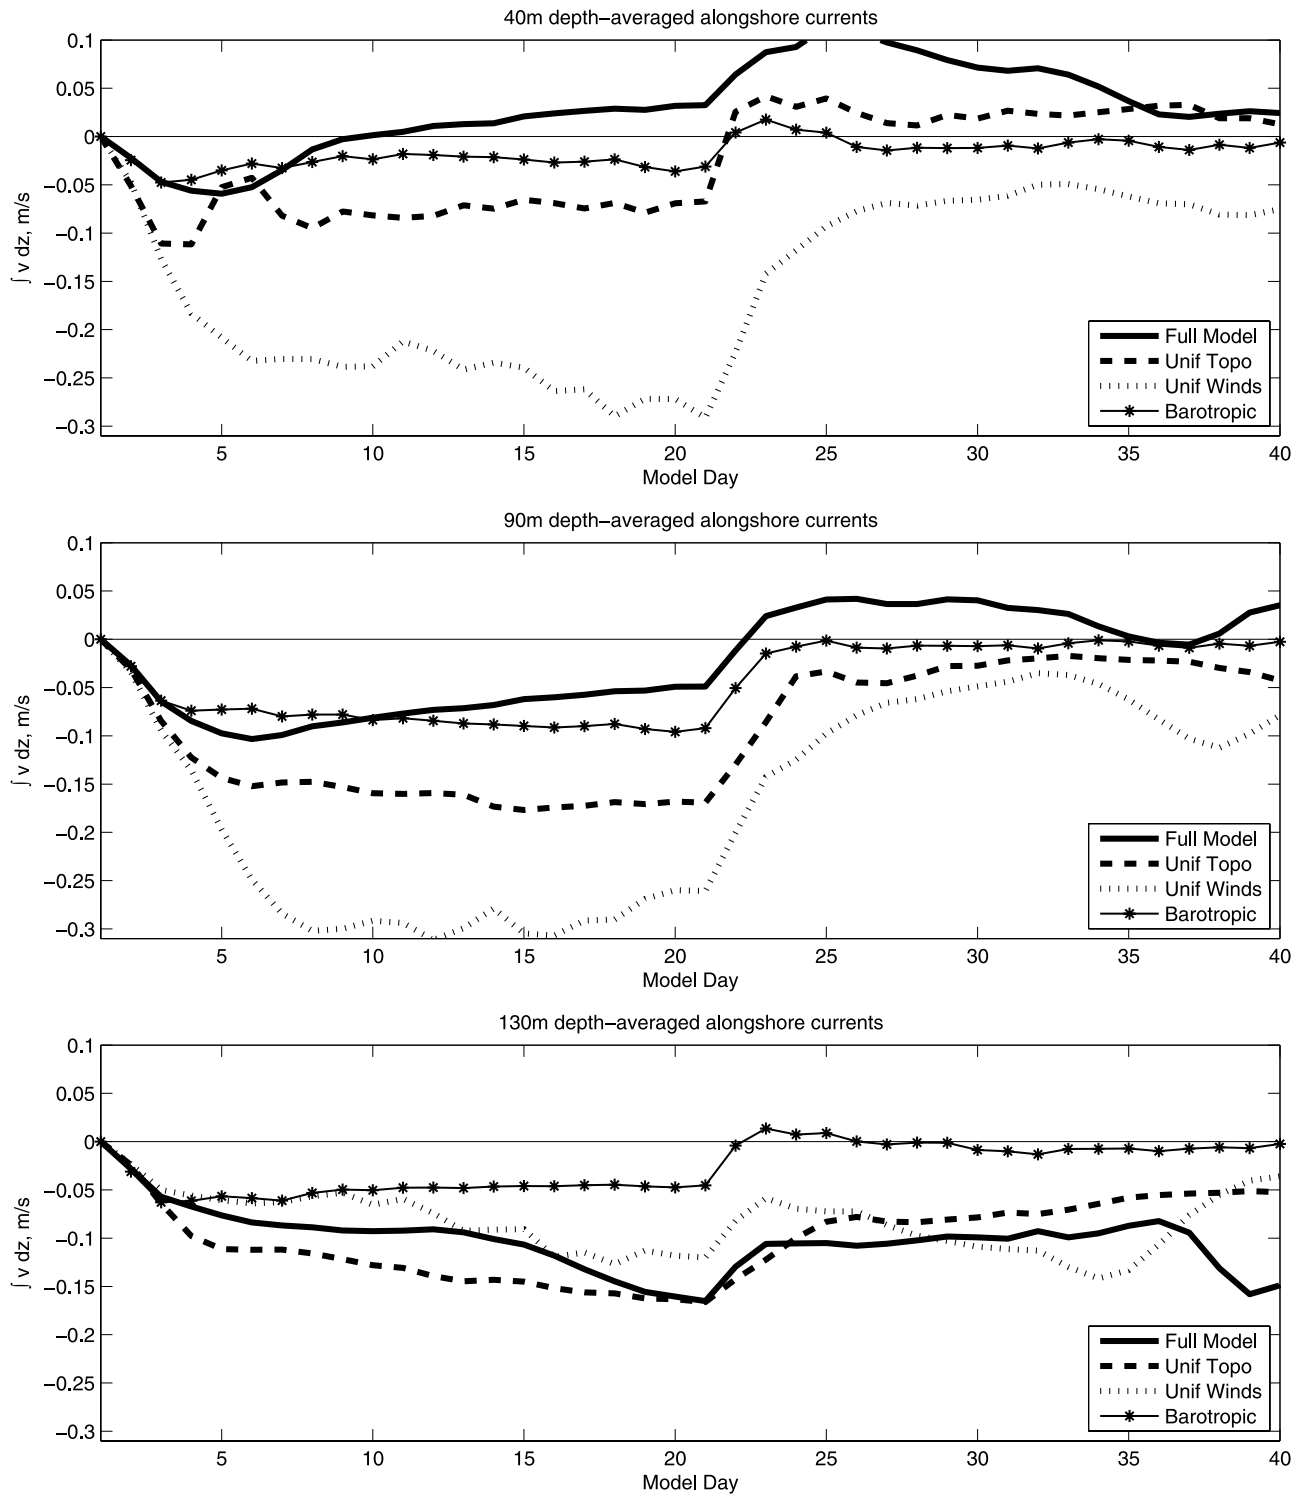 40m depth−averaged alongshore currents
0.1
0.05
0
−0.05
−0.1
−0.15
−0.2
−0.25
−0.3
∫ v dz, m/s
Full Model
Unif Topo
Unif Winds
Barotropic
5 10 15 20 25 30 35 40
Model Day
90m depth−averaged alongshore currents
0.1
0.05
0
−0.05
−0.1
−0.15
−0.2
−0.25
−0.3
∫ v dz, m/s
Full Model
Unif Topo
Unif Winds
Barotropic
5 10 15 20 25 30 35 40
Model Day
130m depth−averaged alongshore currents
0.1
0.05
0
−0.05
−0.1
−0.15
−0.2
−0.25
−0.3
∫ v dz, m/s
Full Model
Unif Topo
Unif Winds
Barotropic
5 10 15 20 25 30 35 40
Model Day